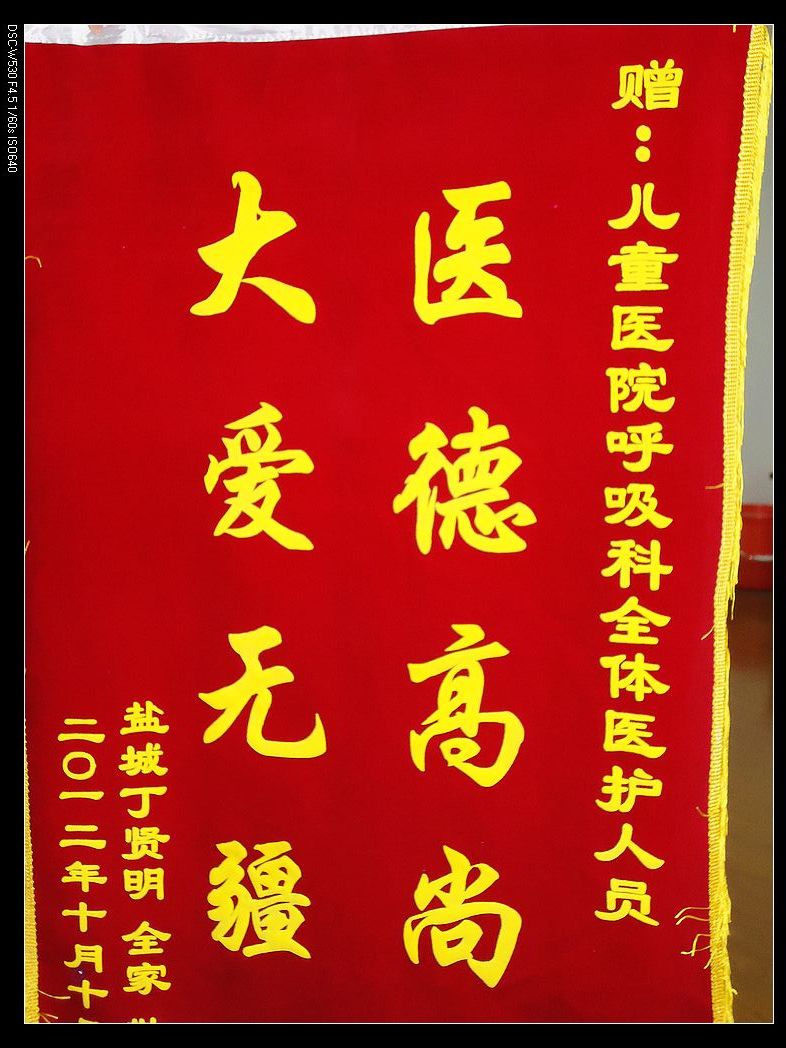 赠：儿童医院呼吸科全体医护人员
医德高尚
大爱无疆
盐城丁贤明 全家
二〇一二年十月十
DSC-W530 F4.5 1/60s ISO640